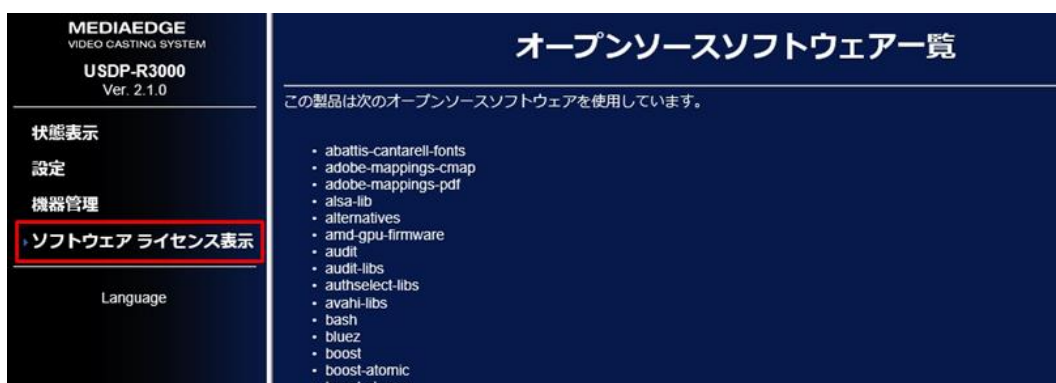 MEDIAEDGE
VIDEO CASTING SYSTEM
USDP-R3000
Ver. 2.1.0
状態表示
設定
機器管理
ソフトウェア ライセンス表示
Language
オープンソースソフトウェアー覧
この製品は次のオープンソースソフトウェアを使用しています。
・ abattis-cantarell-fonts
・ adobe-mappings-cmap
・ adobe-mappings-pdf
・ alsa-lib
・ alternatives
・ amd-gpu-firmware
・ audit
・ audit-libs
・ authselect-libs
・ avahi-libs
・ bash
・ bluez
・ boost
・ boost-atomic